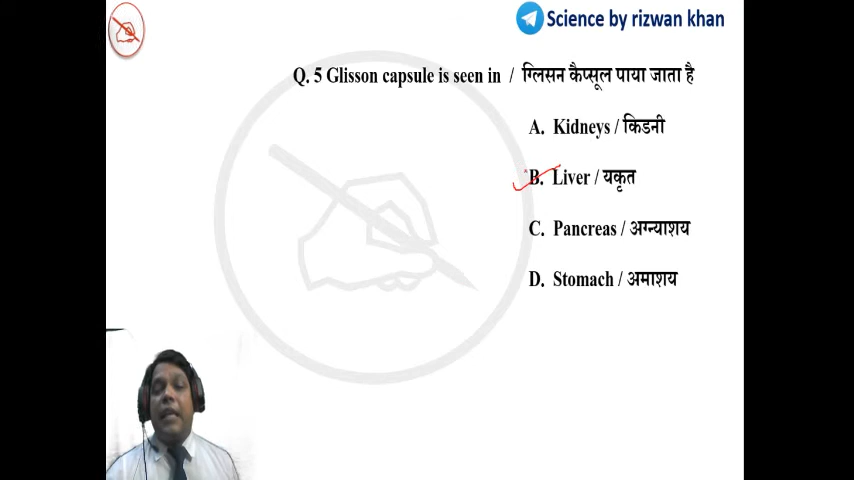 Science by rizwan khan
Q. 5 Glisson capsule is seen in / ग्लिसन कैप्सूल पाया जाता है
A. Kidneys / किडनी
B. Liver / यकृत
C. Pancreas / अग्न्याशय
D. Stomach / अमाशय